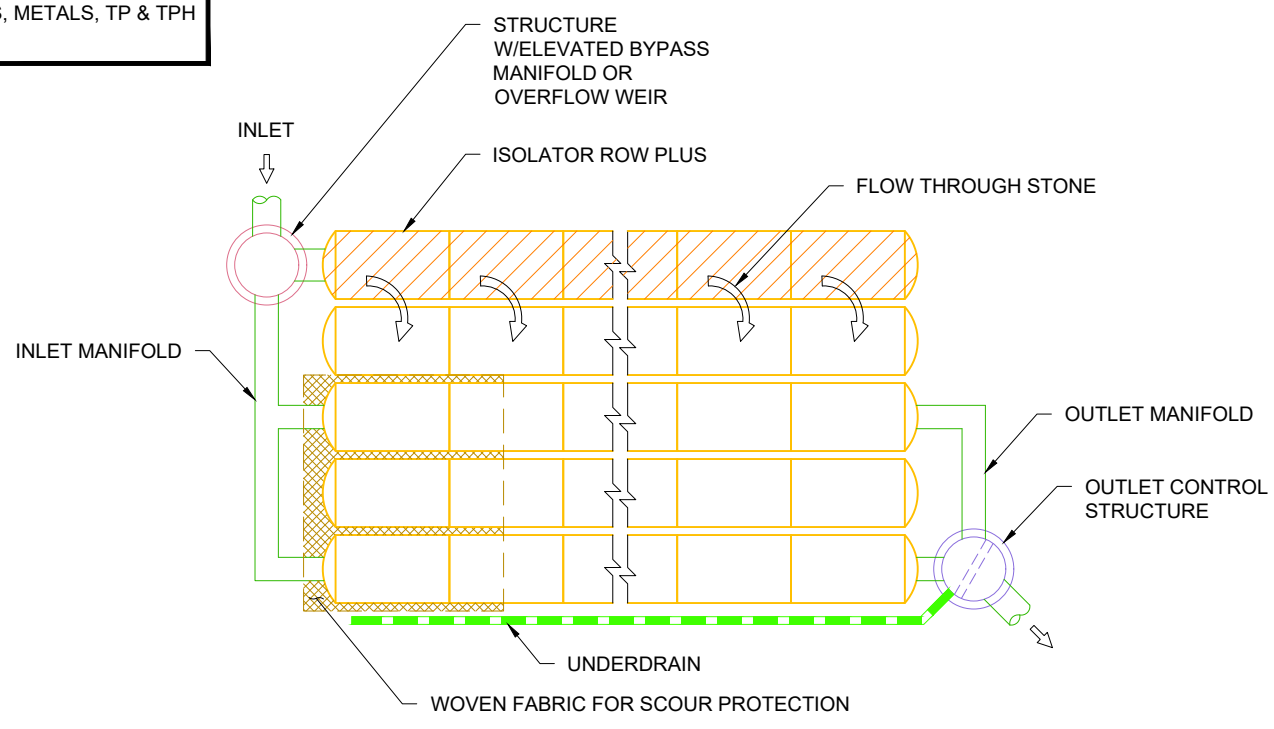 METALS, TP & TPH
STRUCTURE
W/ELEVATED BYPASS
MANIFOLD OR
OVERFLOW WEIR
INLET
ISOLATOR ROW PLUS
FLOW THROUGH STONE
INLET MANIFOLD
OUTLET MANIFOLD
OUTLET CONTROL
STRUCTURE
UNDERDRAIN
WOVEN FABRIC FOR SCOUR PROTECTION